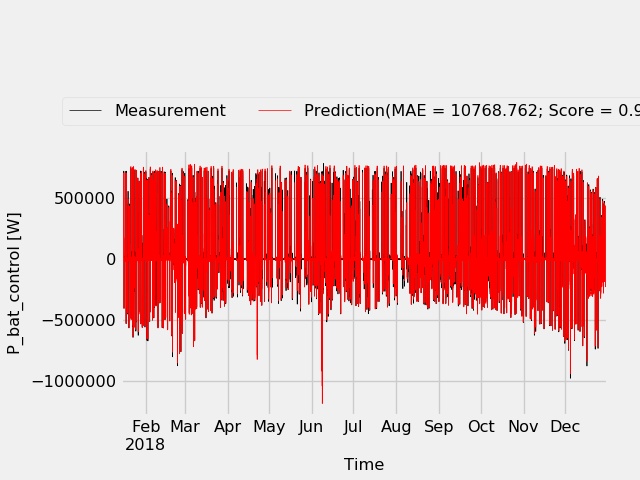 Measurement
Prediction(MAE = 10768.762; Score = 0.9
P_bat_control [W]
500000
0
−500000
−1000000
Feb Mar Apr May Jun Jul Aug Sep Oct Nov Dec
2018
Time